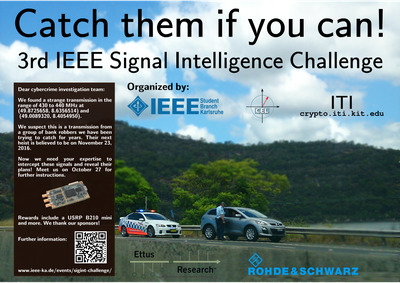 Catch them if you can!
3rd IEEE Signal Intelligence Challenge
Dear cybercrime investigation team:
We found a strange transmission in the
range of 430 to 440 MHz at
(49.8725658, 8.6356514) and
(49.0089320, 8.4054950).
We suspect this is a transmission from
a group of bank robbers we have been
trying to catch for years. Their next
heist is believed to be on November 23,
2016.
Now we need your expertise to
intercept these signals and reveal their
plans! Meet us on October 27 for
further instructions.
Rewards include a USRP B210 mini
and more. We thank our sponsors!
Further information:
www.ieee-ka.de/events/sigint-challenge/
Organized by:
IEEE
Student
Branch
Karlsruhe
CEL
ITI
crypto.iti.kit.edu
Ettus
Research
ROHDE&SCHWARZ